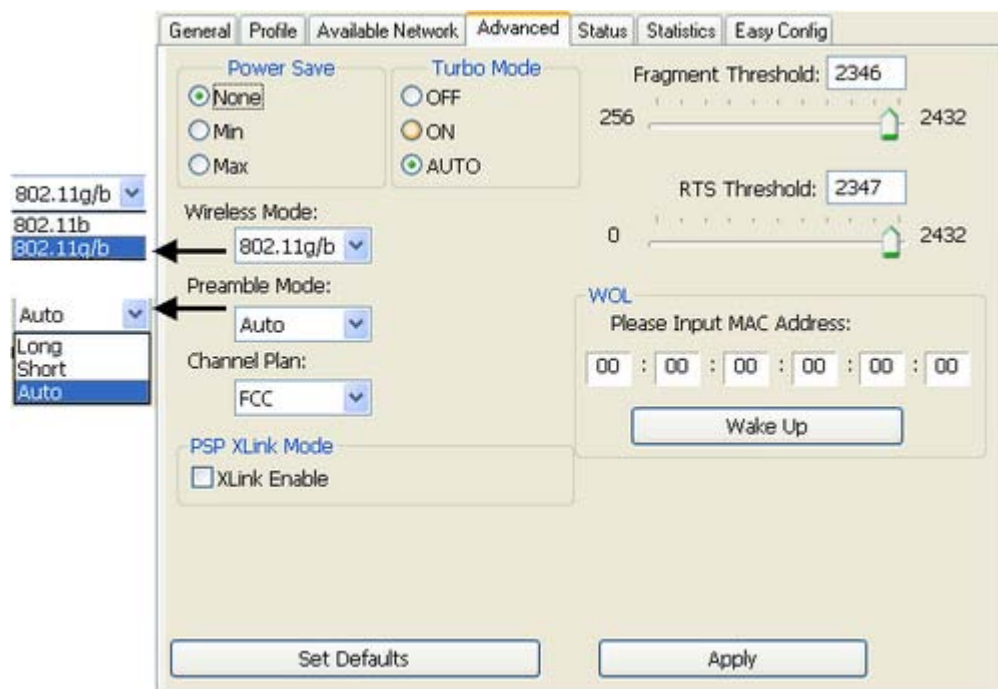 General Profile Available Network Advanced Status Statistics Easy Config
Power Save
None
Min
Max
Turbo Mode
OFF
ON
AUTO
Fragment Threshold: 2346
256 2432
RTS Threshold: 2347
0 2432
802.11g/b
802.11b
802.11g/b
Wireless Mode:
802.11g/b
Preamble Mode:
Auto
Auto
Long
Short
Auto
Channel Plan:
FCC
WOL
Please Input MAC Address:
00 : 00 : 00 : 00 : 00 : 00
Wake Up
PSP XLink Mode
XLink Enable
Set Defaults
Apply